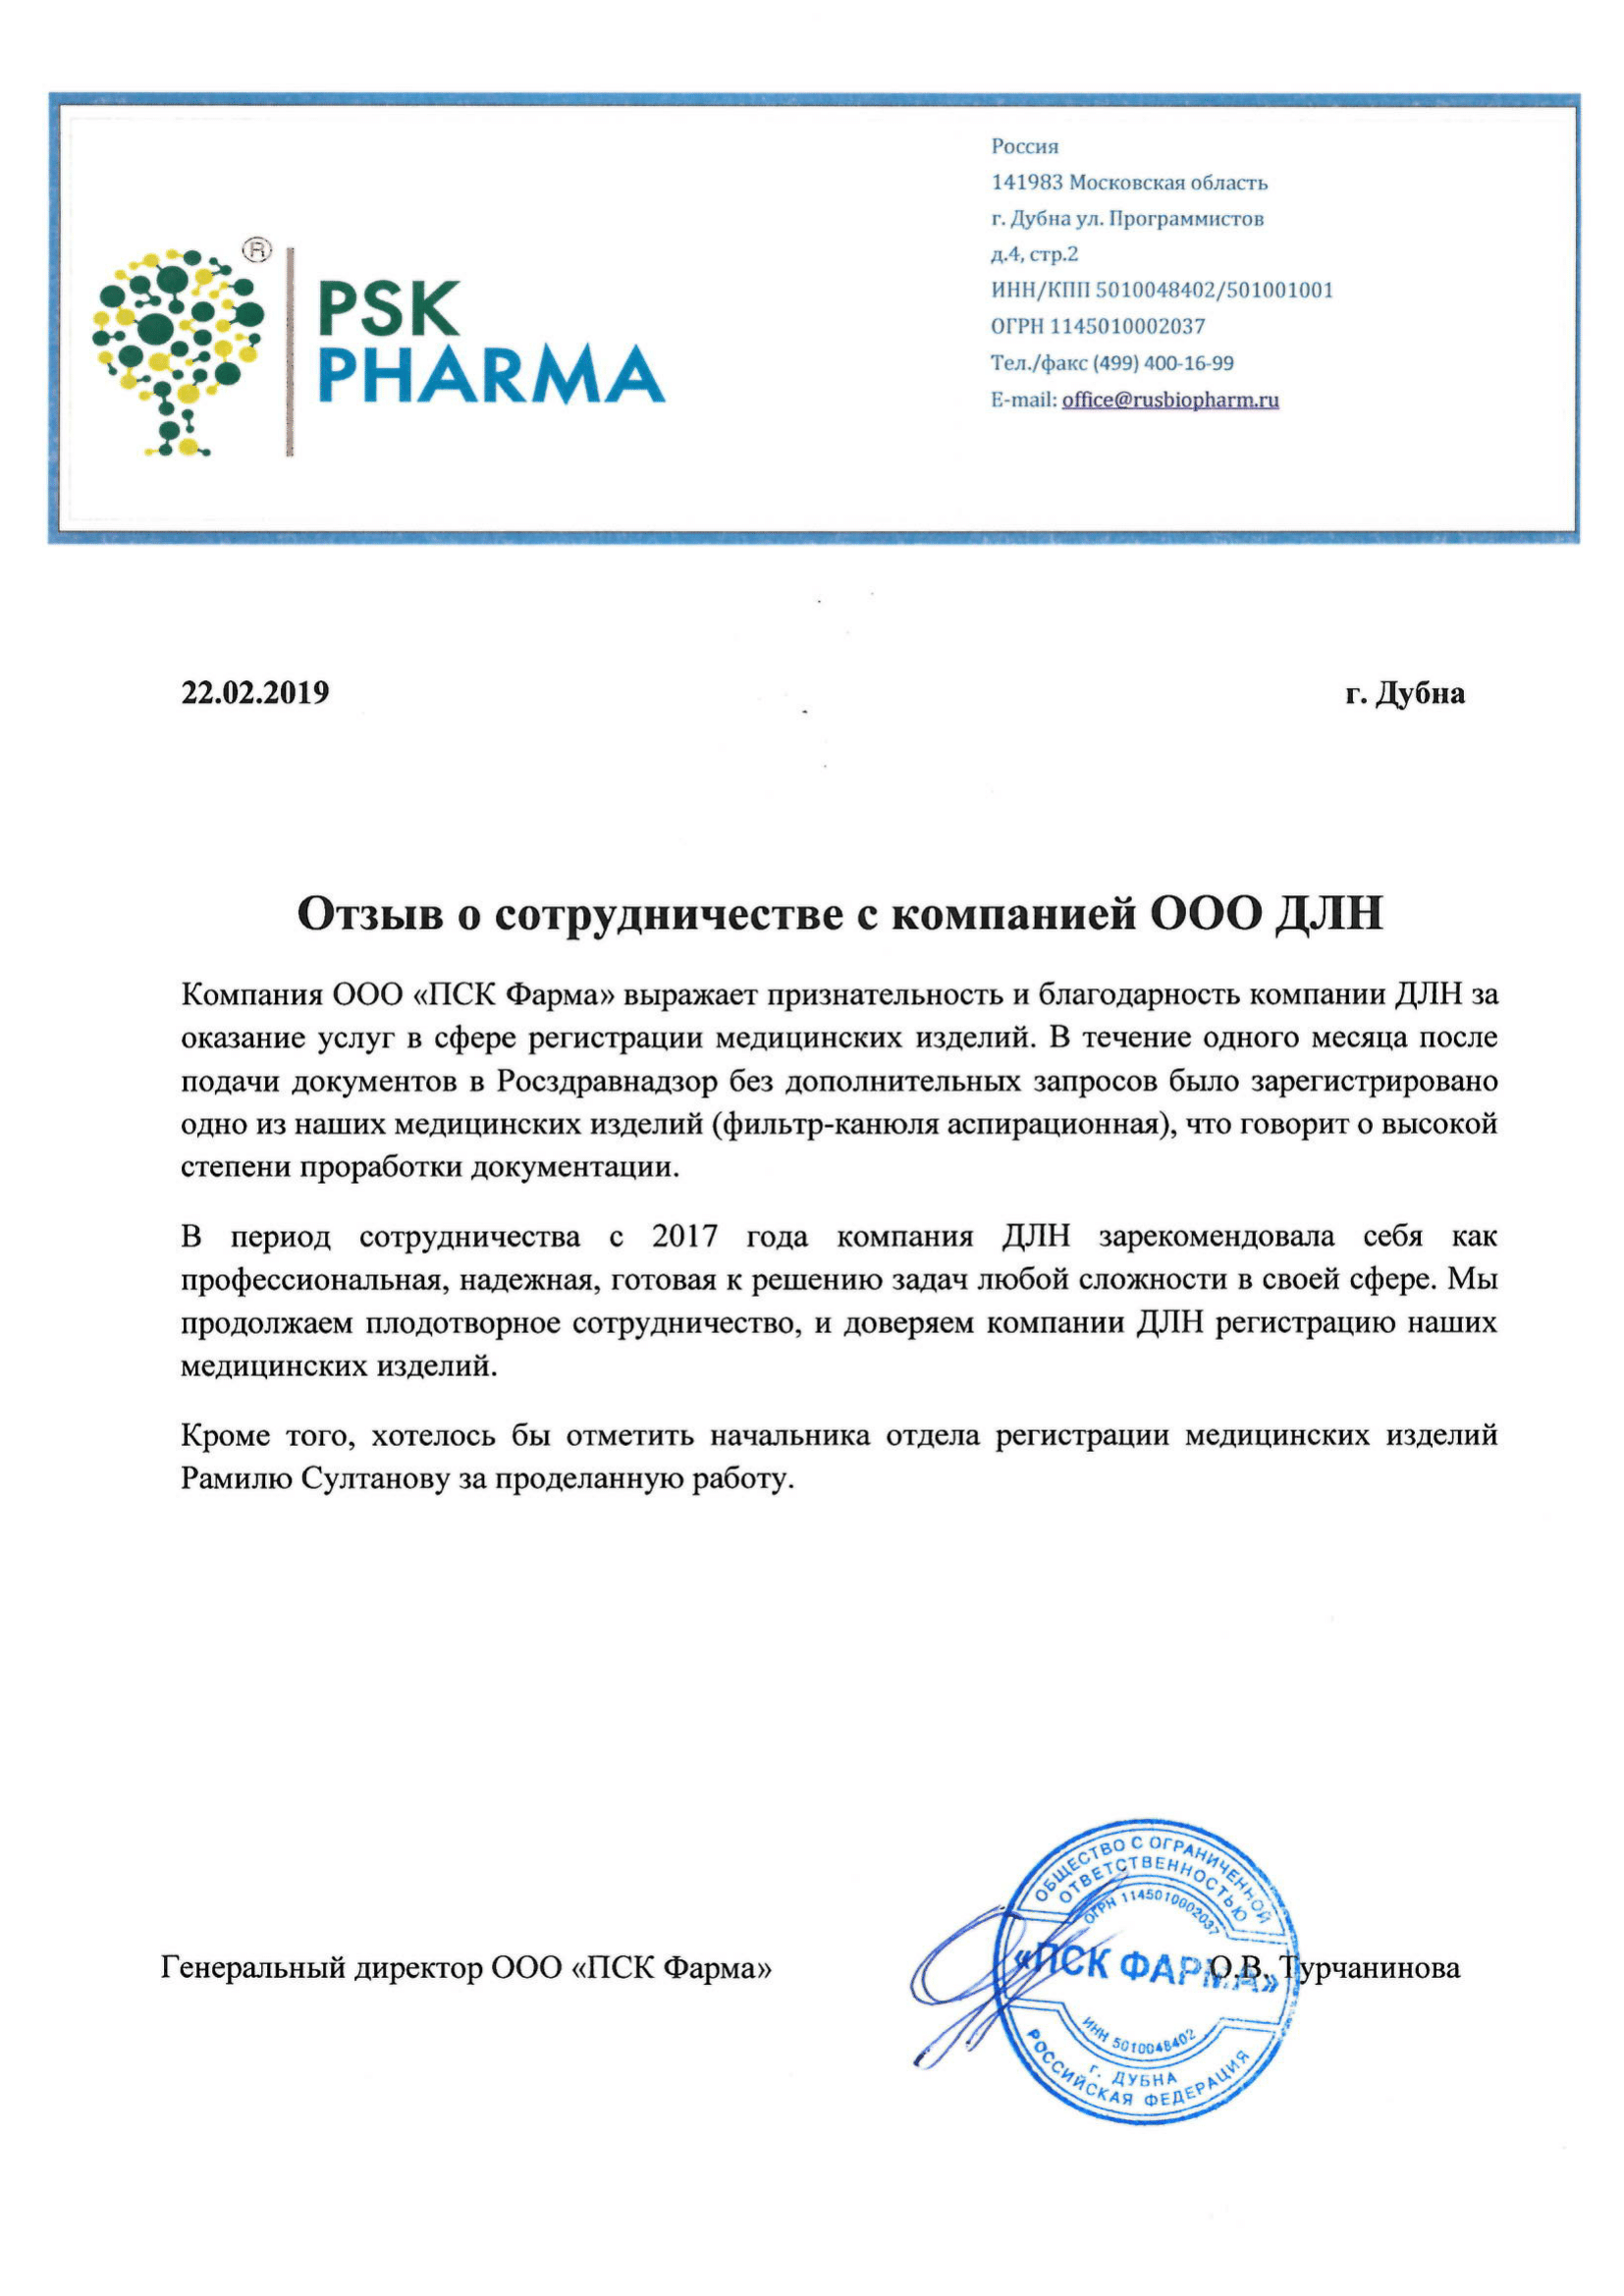 Россия
141983 Московская область
г. Дубна ул. Программистов
д.4, стр.2
ИНН/КПП 5010048402/501001001
ОГРН 1145010002037
Тел./факс (499) 400-16-99
E-mail: office@rusbiopharm.ru
®
PSK
PHARMA
22.02.2019 г. Дубна
Отзыв о сотрудничестве с компанией ООО ДЛН
Компания ООО «ПСК Фарма» выражает признательность и благодарность компании ДЛН за
оказание услуг в сфере регистрации медицинских изделий. В течение одного месяца после
подачи документов в Росздравнадзор без дополнительных запросов было зарегистрировано
одно из наших медицинских изделий (фильтр-канюля аспирационная), что говорит о высокой
степени проработки документации.
В период сотрудничества с 2017 года компания ДЛН зарекомендовала себя как
профессиональная, надежная, готовая к решению задач любой сложности в своей сфере. Мы
продолжаем плодотворное сотрудничество, и доверяем компании ДЛН регистрацию наших
медицинских изделий.
Кроме того, хотелось бы отметить начальника отдела регистрации медицинских изделий
Рамилю Султанову за проделанную работу.
Генеральный директор ООО «ПСК Фарма» О.В. Турчанинова
ОБЩЕСТВО С ОГРАНИЧЕННОЙ
ОТВЕТСТВЕННОСТЬЮ
ОГРН 1145010002037
«ПСК ФАРМА»
ИНН 5010048402
г. ДУБНА
РОССИЙСКАЯ ФЕДЕРАЦИЯ